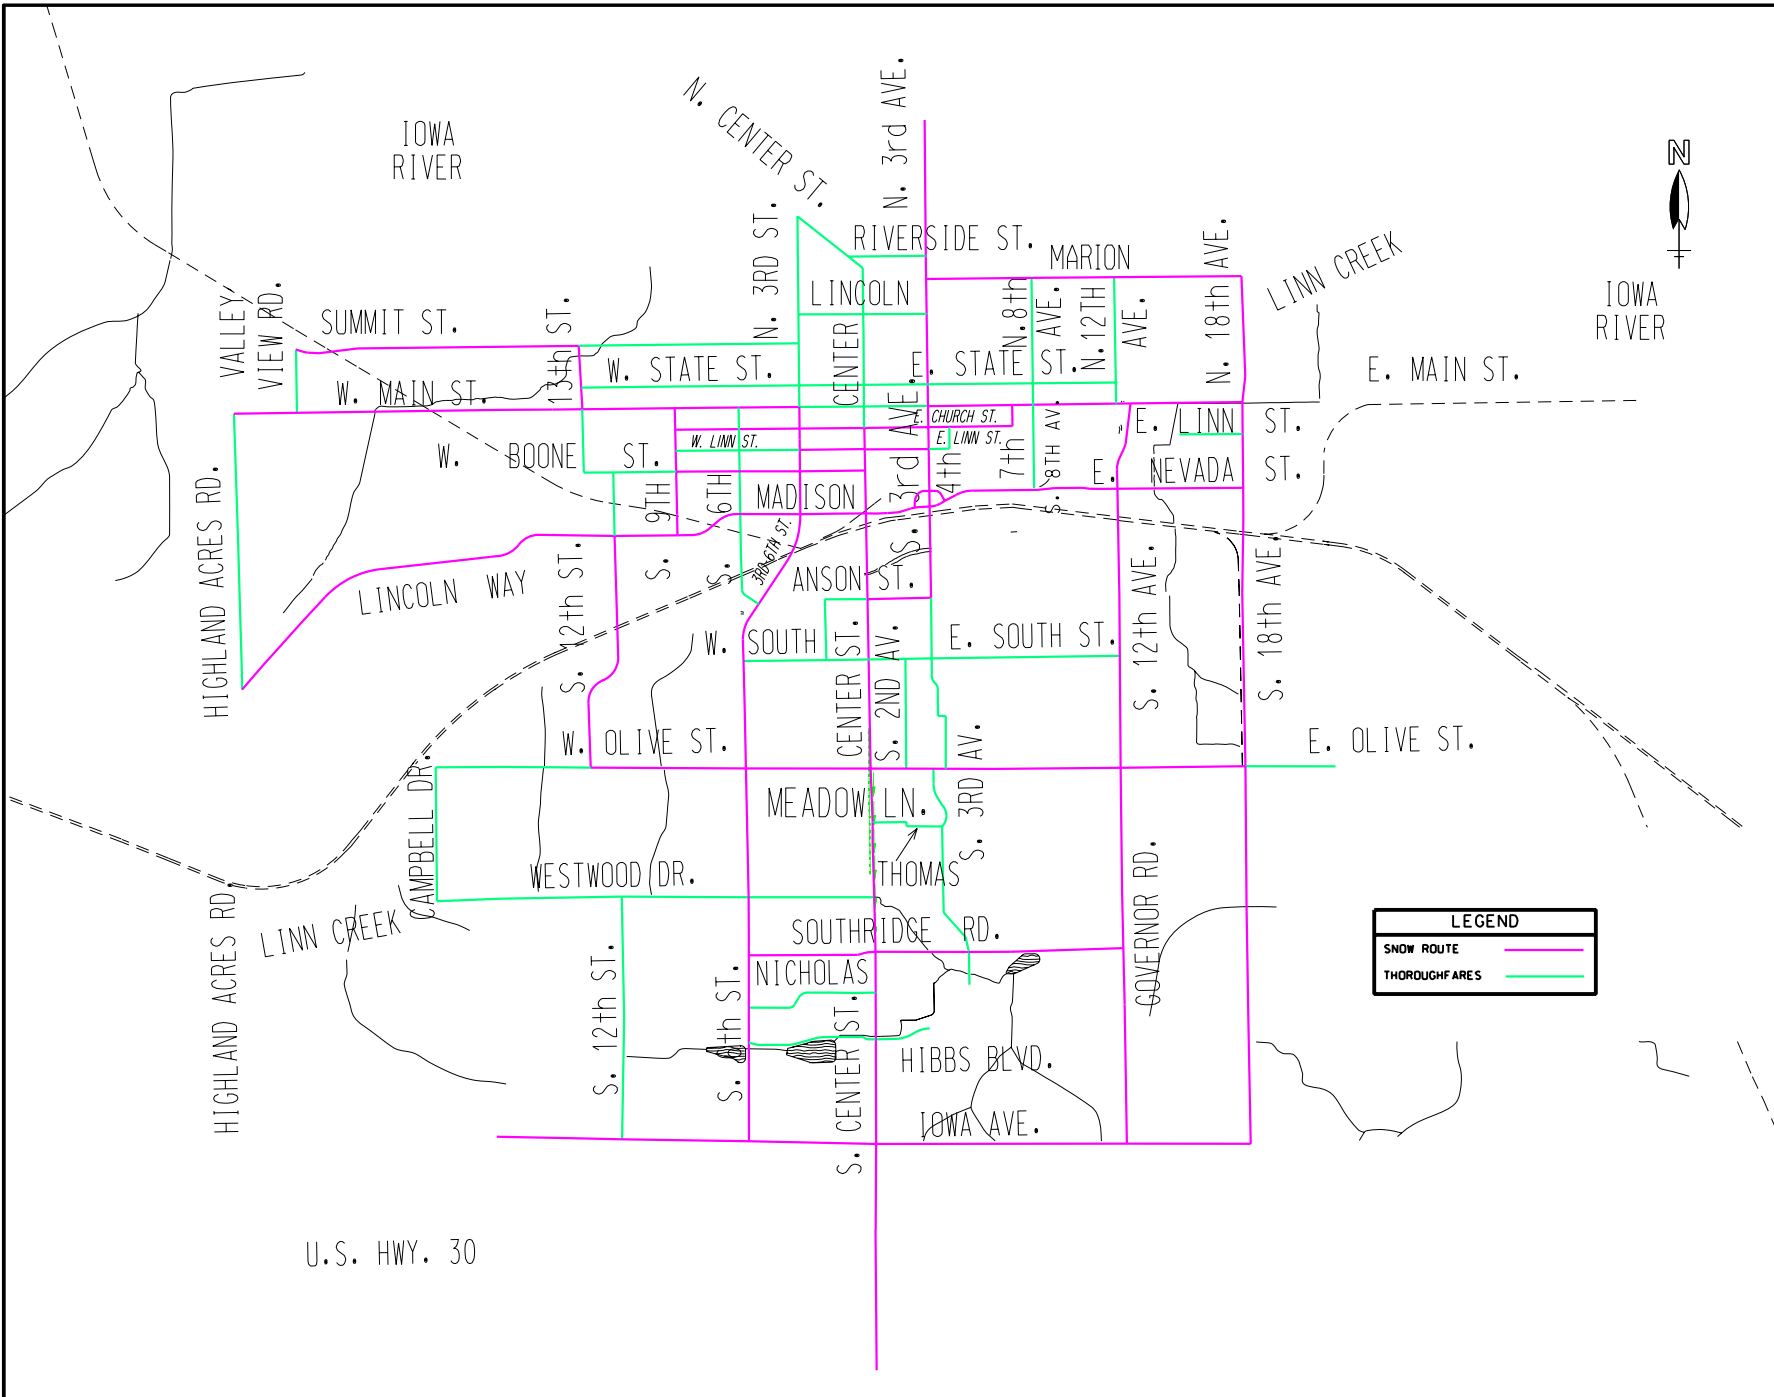 N. CENTER ST.
N. 3rd AVE.
IOWA
RIVER
N
N. 3RD ST.
RIVERSIDE ST.
MARION
N. 18th AVE.
LINN CREEK
IOWA
RIVER
VALLEY
VIEW RD.
SUMMIT ST.
13th ST.
LINCOLN
CENTER
N.8th
AVE.
N.12TH
AVE.
W. STATE ST.
E. STATE ST.
E. MAIN ST.
W. MAIN ST.
E. CHURCH ST.
W. LINN ST.
E. LINN ST.
E. LINN ST.
W. BOONE ST.
S. 3rd AVE.
4th
7th
S. 8TH AV.
E. NEVADA ST.
HIGHLAND ACRES RD.
S. 9TH
S. 6TH
MADISON
3RD-6TH ST.
ANSON ST.
LINCOLN WAY
S. 12th ST.
S. 12th AVE.
S. 18th AVE.
W. SOUTH
E. SOUTH ST.
CENTER ST.
S. 2ND AV.
W. OLIVE ST.
E. OLIVE ST.
CAMPBELL DR.
MEADOW LN.
S. 3RD AV.
THOMAS
WESTWOOD DR.
GOVERNOR RD.
HIGHLAND ACRES RD.
LINN CREEK
SOUTHRIDGE RD.
LEGEND
SNOW ROUTE
THOROUGHFARES
NICHOLAS
S. 12th ST.
S. 6th ST.
S. CENTER ST.
HIBBS BLVD.
IOWA AVE.
U.S. HWY. 30